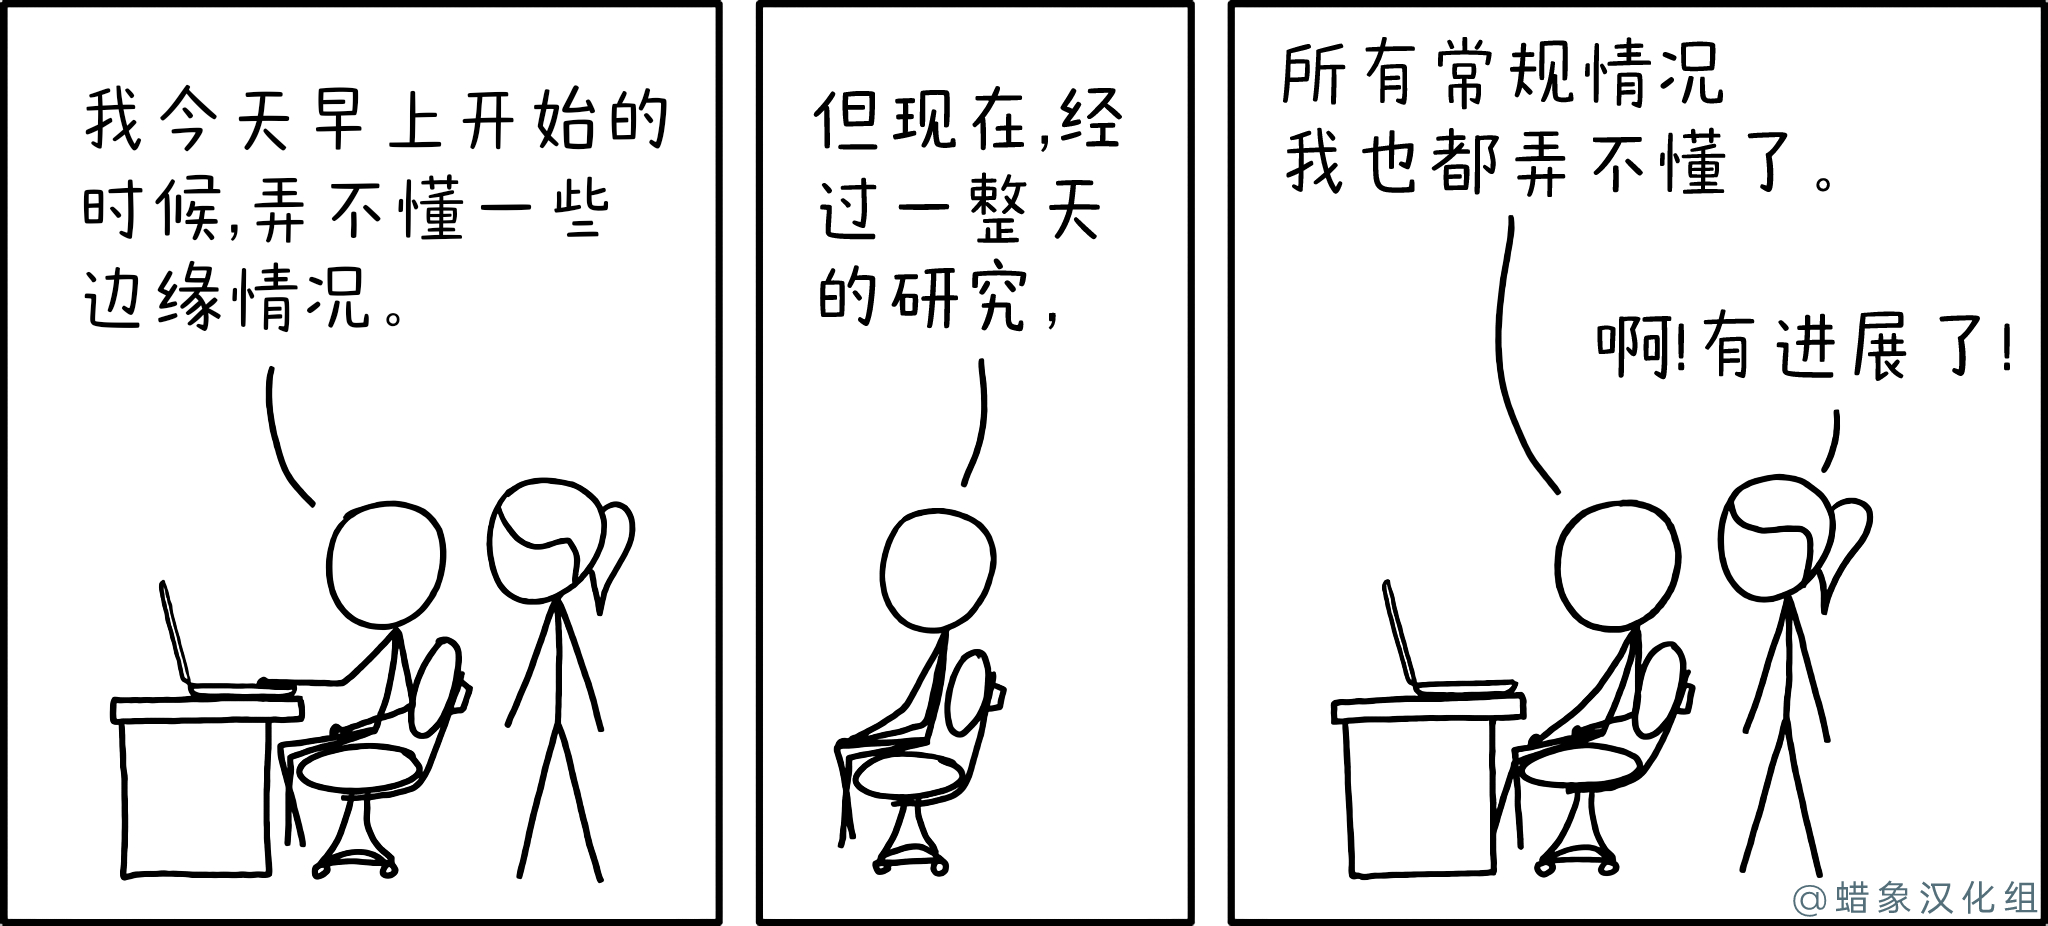 我今天早上开始的
时候,弄不懂一些
边缘情况。
但现在,经
过一整天
的研究,
所有常规情况
我也都弄不懂了。
啊!有进展了!
@蜡象汉化组